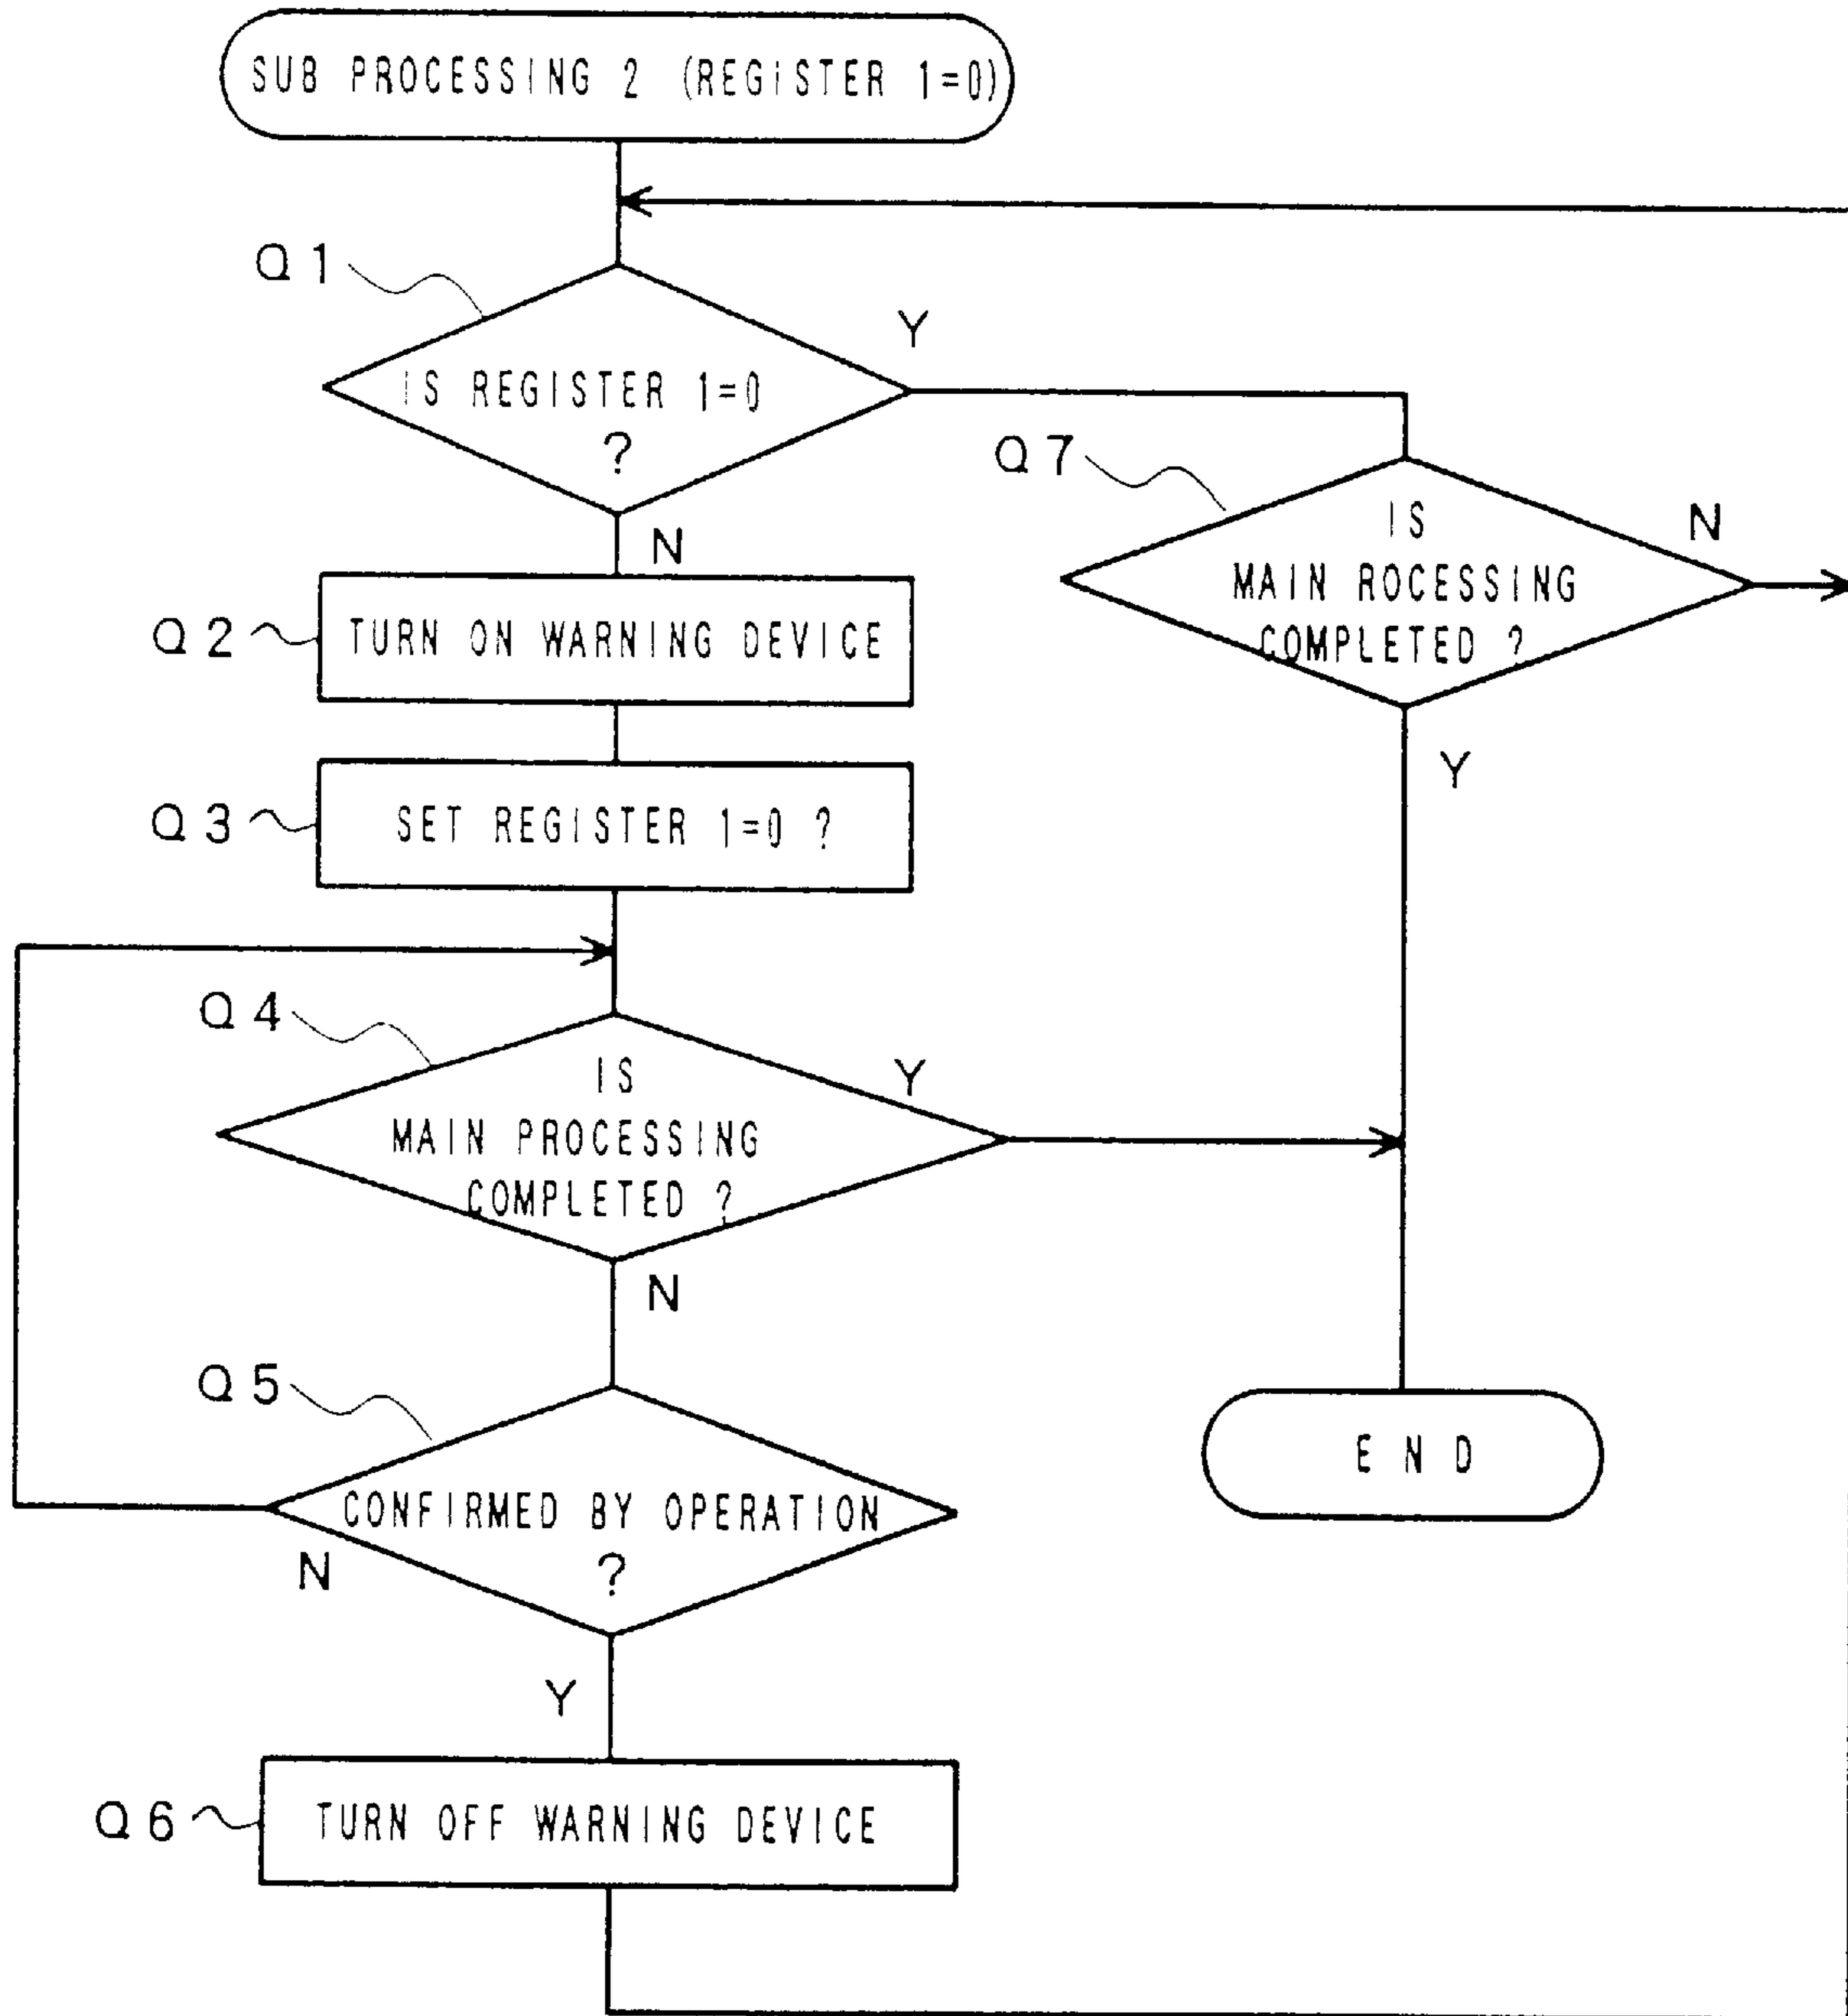 SUB PROCESSING 2 (REGISTER 1=0)
Q1
Y
IS REGISTER 1=0
?
N
Q7
IS
MAIN ROCESSING
COMPLETED ?
N
Y
Q2
TURN ON WARNING DEVICE
Q3
SET REGISTER 1=0 ?
Q4
IS
MAIN PROCESSING
COMPLETED ?
Y
N
Q5
CONFIRMED BY OPERATION
?
N
Y
END
Q6
TURN OFF WARNING DEVICE